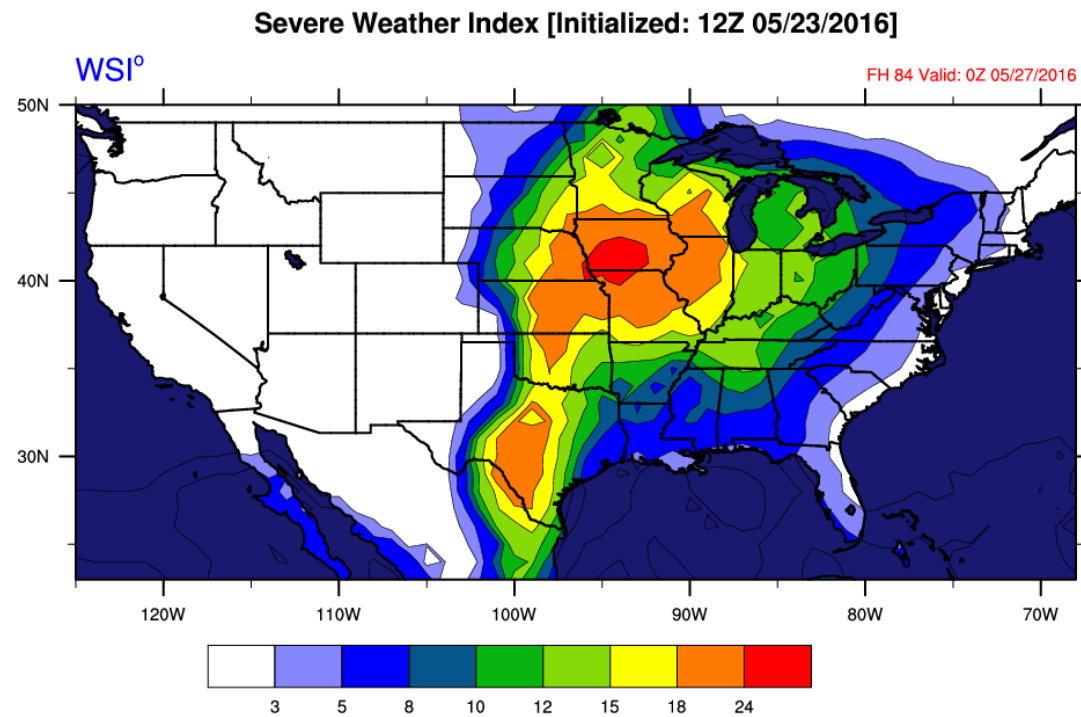 Severe Weather Index [Initialized: 12Z 05/23/2016]
WSIº
FH 84 Valid: 0Z 05/27/2016
50N
40N
30N
120W 110W 100W 90W 80W 70W
3 5 8 10 12 15 18 24